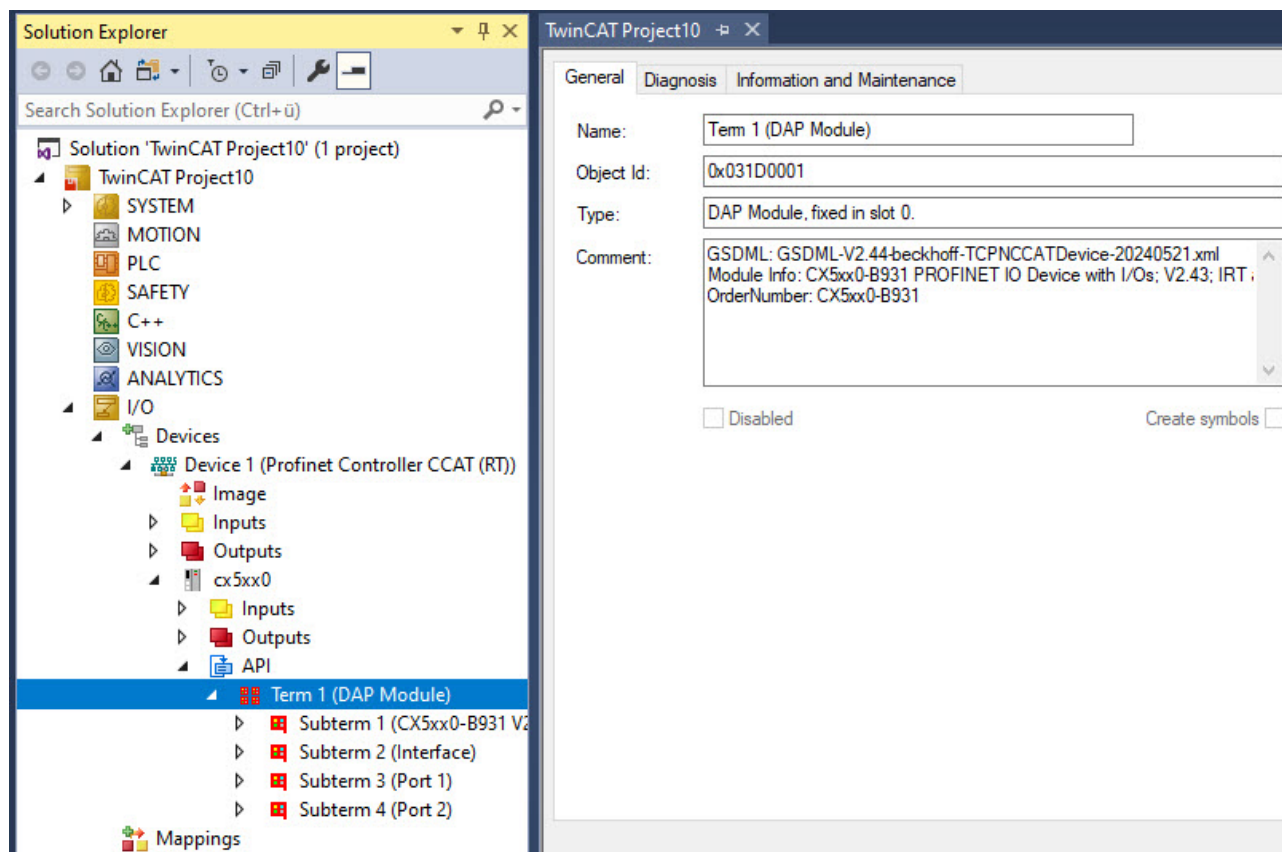 Solution Explorer
Search Solution Explorer (Ctrl+ü)
Solution 'TwinCAT Project10' (1 project)
TwinCAT Project10
SYSTEM
MOTION
PLC
SAFETY
C++
VISION
ANALYTICS
I/O
Devices
Device 1 (Profinet Controller CCAT (RT))
Image
Inputs
Outputs
cx5xx0
Inputs
Outputs
API
Term 1 (DAP Module)
Subterm 1 (CX5xx0-B931 V2
Subterm 2 (Interface)
Subterm 3 (Port 1)
Subterm 4 (Port 2)
Mappings
TwinCAT Project10
General Diagnosis Information and Maintenance
Name: Term 1 (DAP Module)
Object Id: 0x031D0001
Type: DAP Module, fixed in slot 0.
Comment: GSDML: GSDML-V2.44-beckhoff-TCPNCCATDevice-20240521.xml
Module Info: CX5xx0-B931 PROFINET IO Device with I/Os; V2.43; IRT
OrderNumber: CX5xx0-B931
Disabled Create symbols